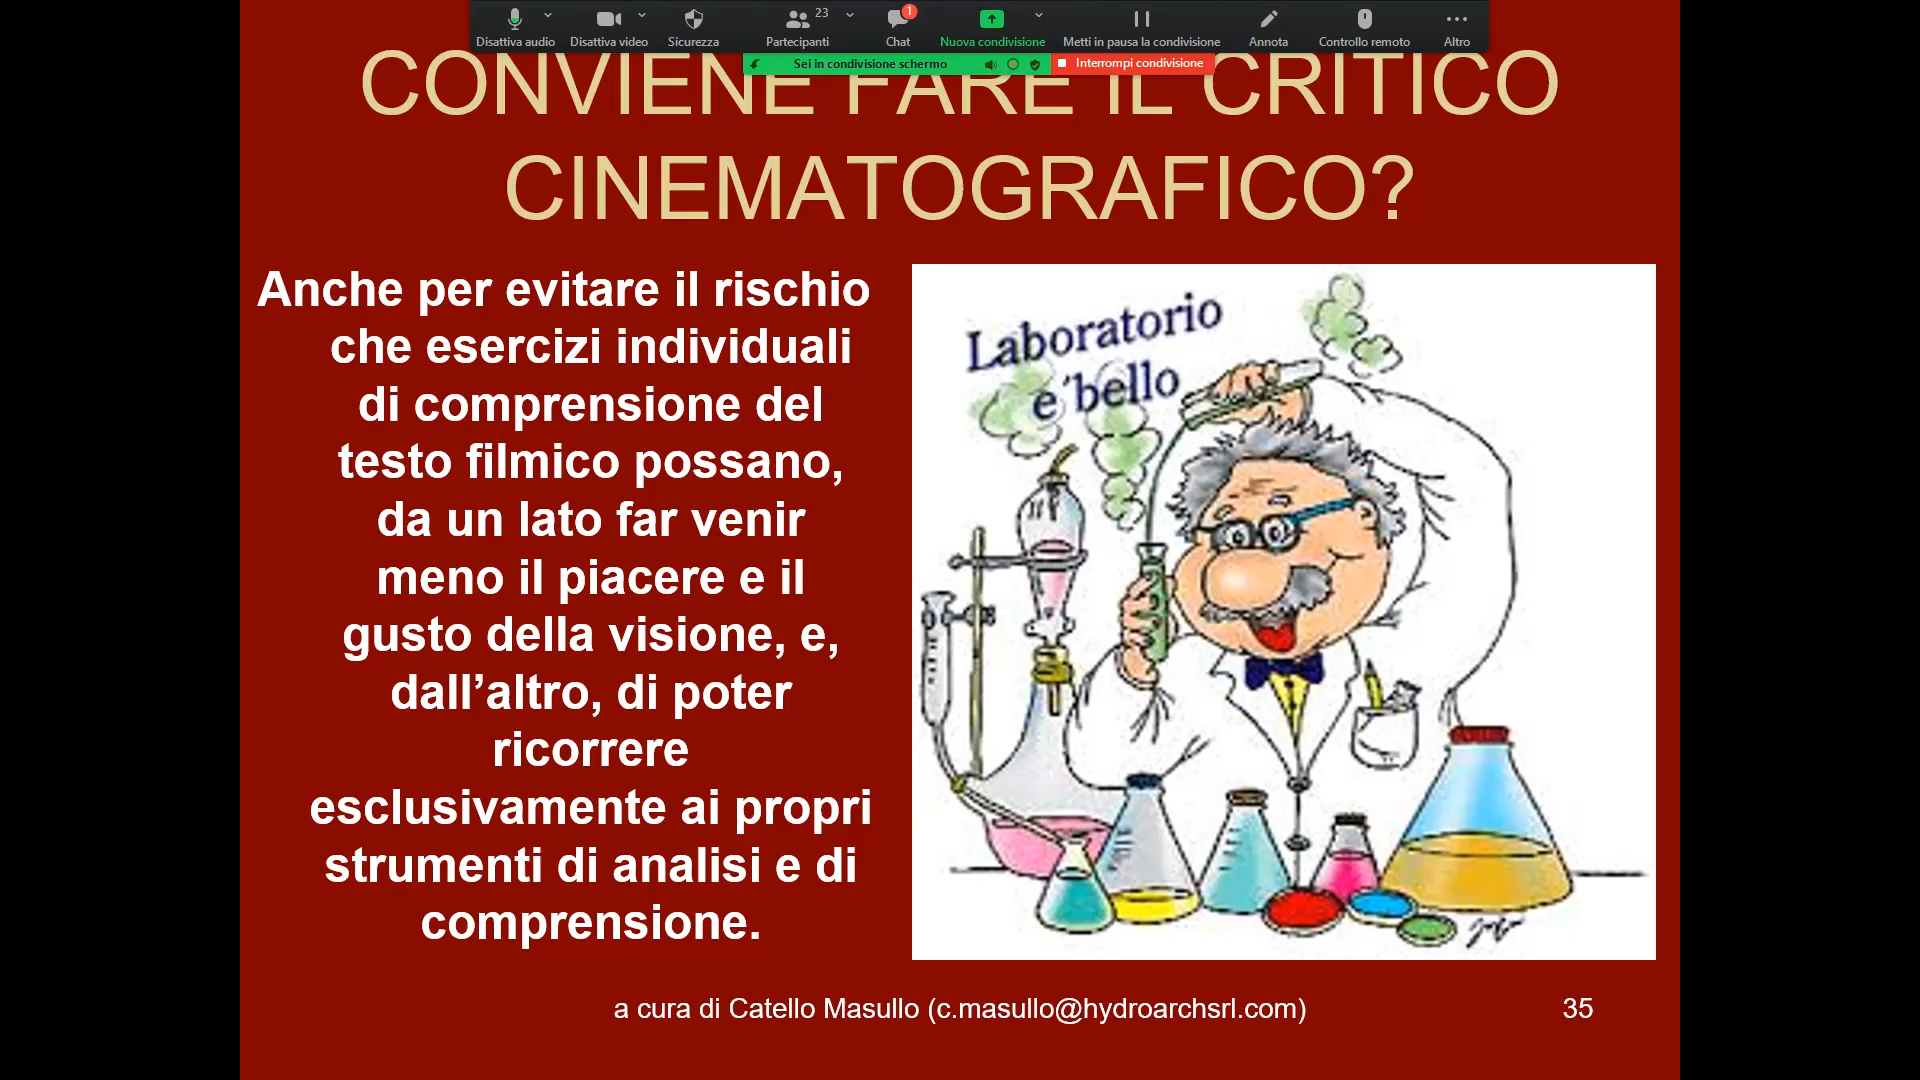 23
1
Disattiva audio
Disattiva video
Sicurezza
Partecipanti
Chat
Nuova condivisione
Metti in pausa la condivisione
Annota
Controllo remoto
Altro
Sei in condivisione schermo
Interrompi condivisione
CONVIENE FARE IL CRITICO
CINEMATOGRAFICO?
Anche per evitare il rischio
che esercizi individuali
di comprensione del
testo filmico possano,
da un lato far venir
meno il piacere e il
gusto della visione, e,
dall’altro, di poter
ricorrere
esclusivamente ai propri
strumenti di analisi e di
comprensione.
Laboratorio
e 'bello
a cura di Catello Masullo (c.masullo@hydroarchsrl.com)
35